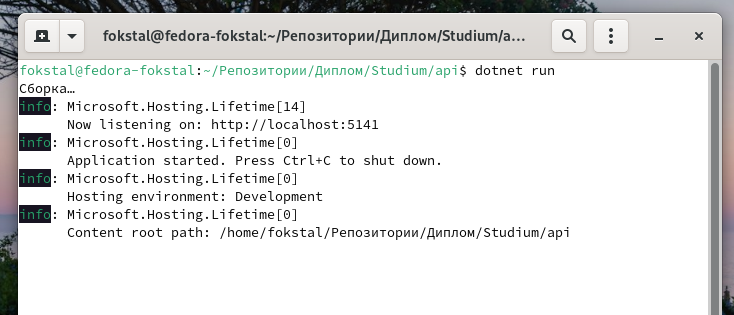 fokstal@fedora-fokstal:~/Репозитории/Диплом/Studium/a...
fokstal@fedora-fokstal:~/Репозитории/Диплом/Studium/api$ dotnet run
Сборка…
info: Microsoft.Hosting.Lifetime[14]
      Now listening on: http://localhost:5141
info: Microsoft.Hosting.Lifetime[0]
      Application started. Press Ctrl+C to shut down.
info: Microsoft.Hosting.Lifetime[0]
      Hosting environment: Development
info: Microsoft.Hosting.Lifetime[0]
      Content root path: /home/fokstal/Репозитории/Диплом/Studium/api